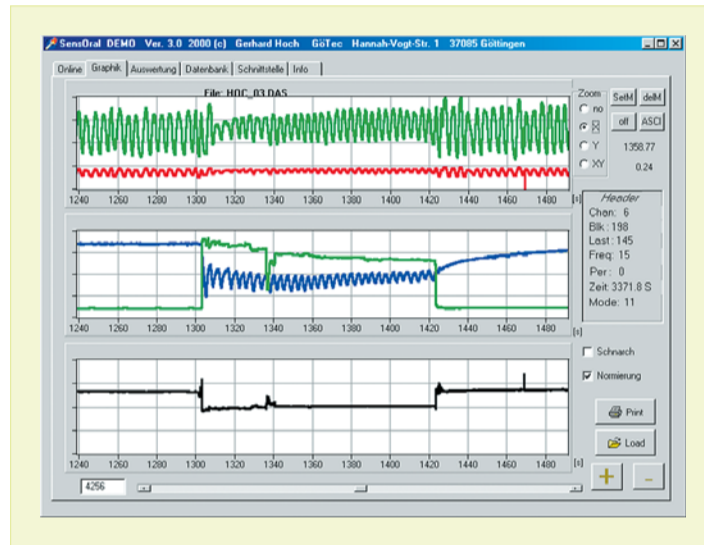 SensOral DEMO Ver. 3.0 2000 (c) Gerhard Hoch GöTec Hannah-Vogt-Str. 1 37085 Göttingen
Online Graphik Auswertung Datenbank Schnittstelle Info
File: HOC_03.DAS
1240 1260 1280 1300 1320 1340 1360 1380 1400 1420 1440 1460 1480 [s]
1240 1260 1280 1300 1320 1340 1360 1380 1400 1420 1440 1460 1480 [s]
1240 1260 1280 1300 1320 1340 1360 1380 1400 1420 1440 1460 1480 [s]
4256
Zoom
no
X
Y
XY
SetM delM
off ASCI
1358.77
0.24
Header
Chan: 6
Blk: 198
Last: 145
Freq: 15
Per: 0
Zeit: 3371.8 S
Mode: 11
Schnarch
Normierung
Print
Load
+ -